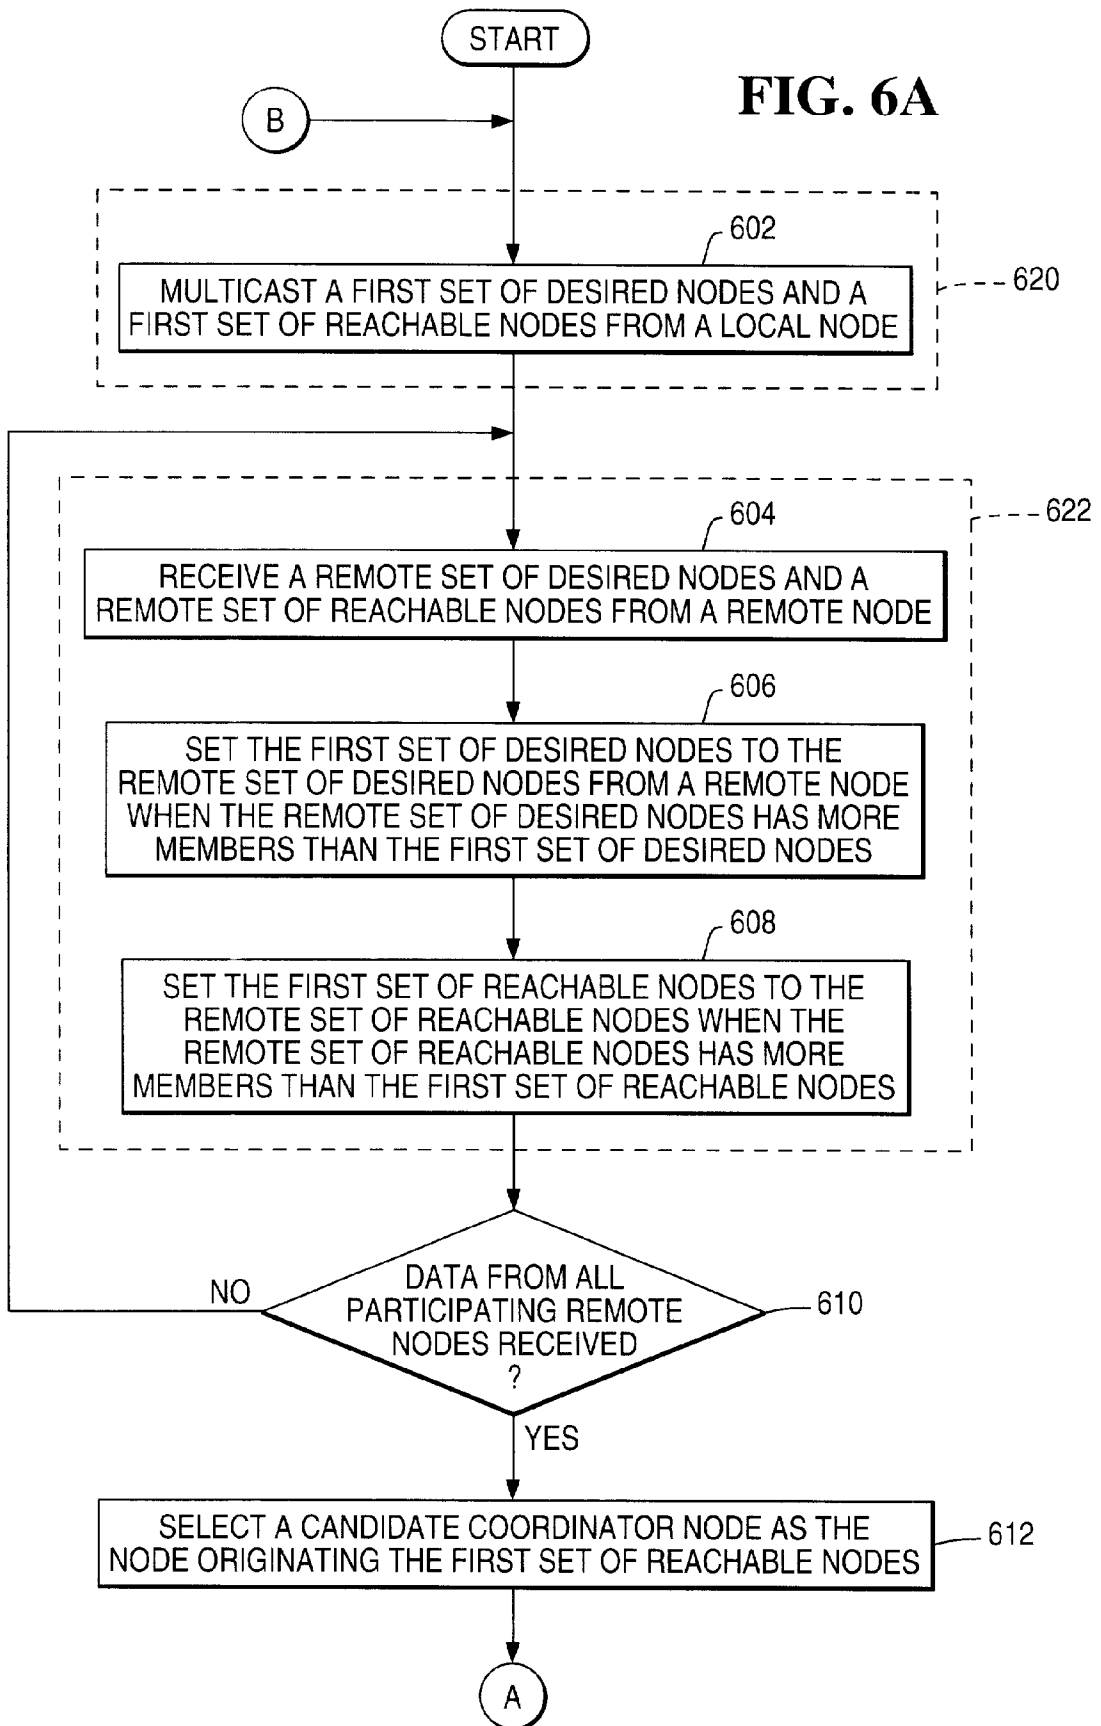 START
FIG. 6A
B
602
620
MULTICAST A FIRST SET OF DESIRED NODES AND A
FIRST SET OF REACHABLE NODES FROM A LOCAL NODE
604
622
RECEIVE A REMOTE SET OF DESIRED NODES AND A
REMOTE SET OF REACHABLE NODES FROM A REMOTE NODE
606
SET THE FIRST SET OF DESIRED NODES TO THE
REMOTE SET OF DESIRED NODES FROM A REMOTE NODE
WHEN THE REMOTE SET OF DESIRED NODES HAS MORE
MEMBERS THAN THE FIRST SET OF DESIRED NODES
608
SET THE FIRST SET OF REACHABLE NODES TO THE
REMOTE SET OF REACHABLE NODES WHEN THE
REMOTE SET OF REACHABLE NODES HAS MORE
MEMBERS THAN THE FIRST SET OF REACHABLE NODES
NO
DATA FROM ALL
PARTICIPATING REMOTE
NODES RECEIVED
?
610
YES
SELECT A CANDIDATE COORDINATOR NODE AS THE
NODE ORIGINATING THE FIRST SET OF REACHABLE NODES
612
A